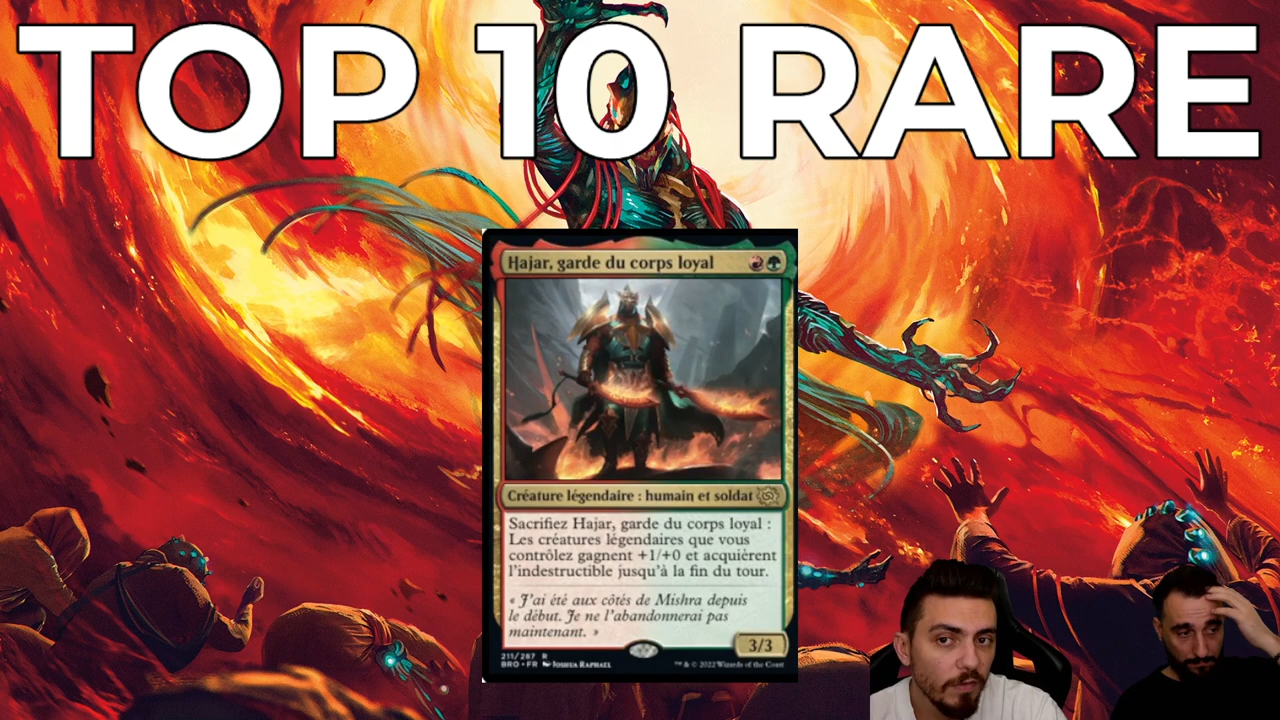 TOP 10 RARE
Hajar, garde du corps loyal
Créature légendaire : humain et soldat
Sacrifiez Hajar, garde du corps loyal :
Les créatures légendaires que vous
contrôlez gagnent +1/+0 et acquièrent
l'indestructible jusqu'à la fin du tour.
« J'ai été aux côtés de Mishra depuis
le début. Je ne l'abandonnerai pas
maintenant. »
3/3
211/287 R
BRO • FR Joshua Raphael
™ & © 2022 Wizards of the Coast